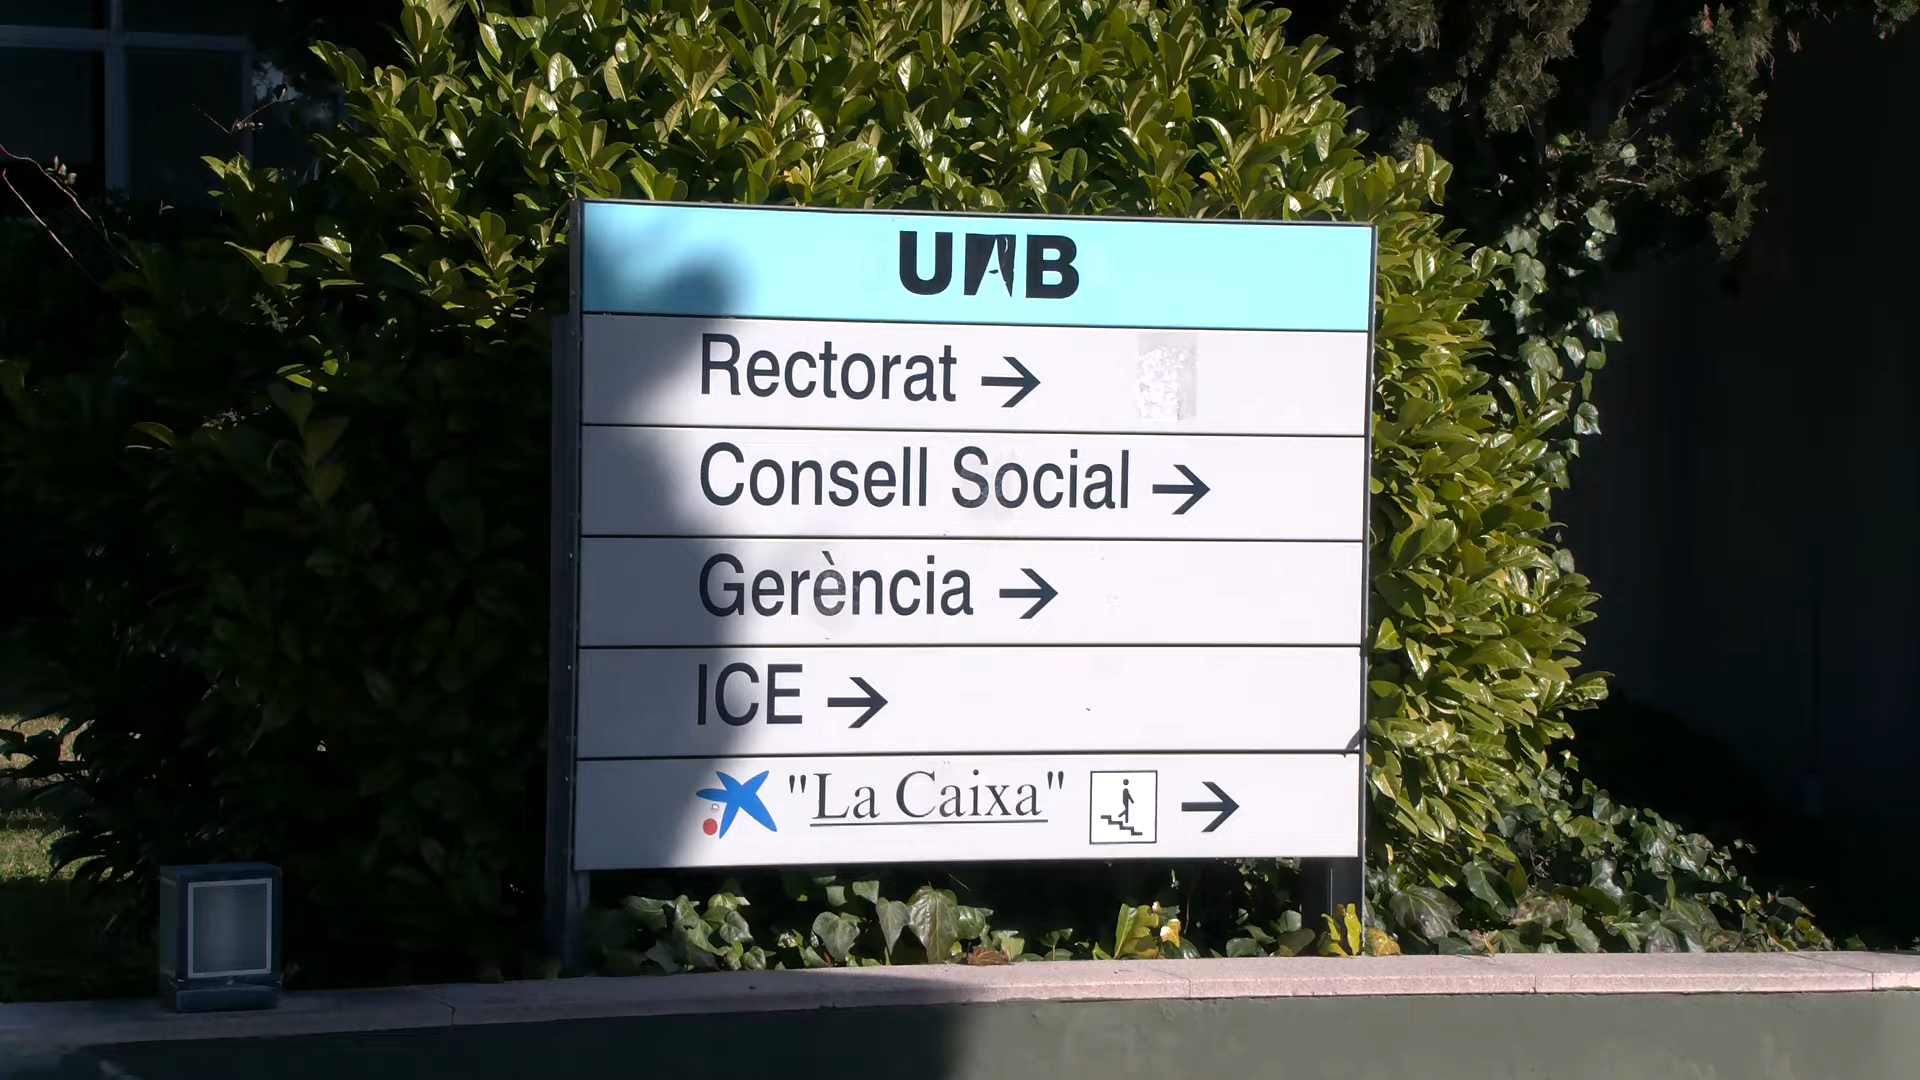 UAB
Rectorat →
Consell Social →
Gerència →
ICE →
"La Caixa" →